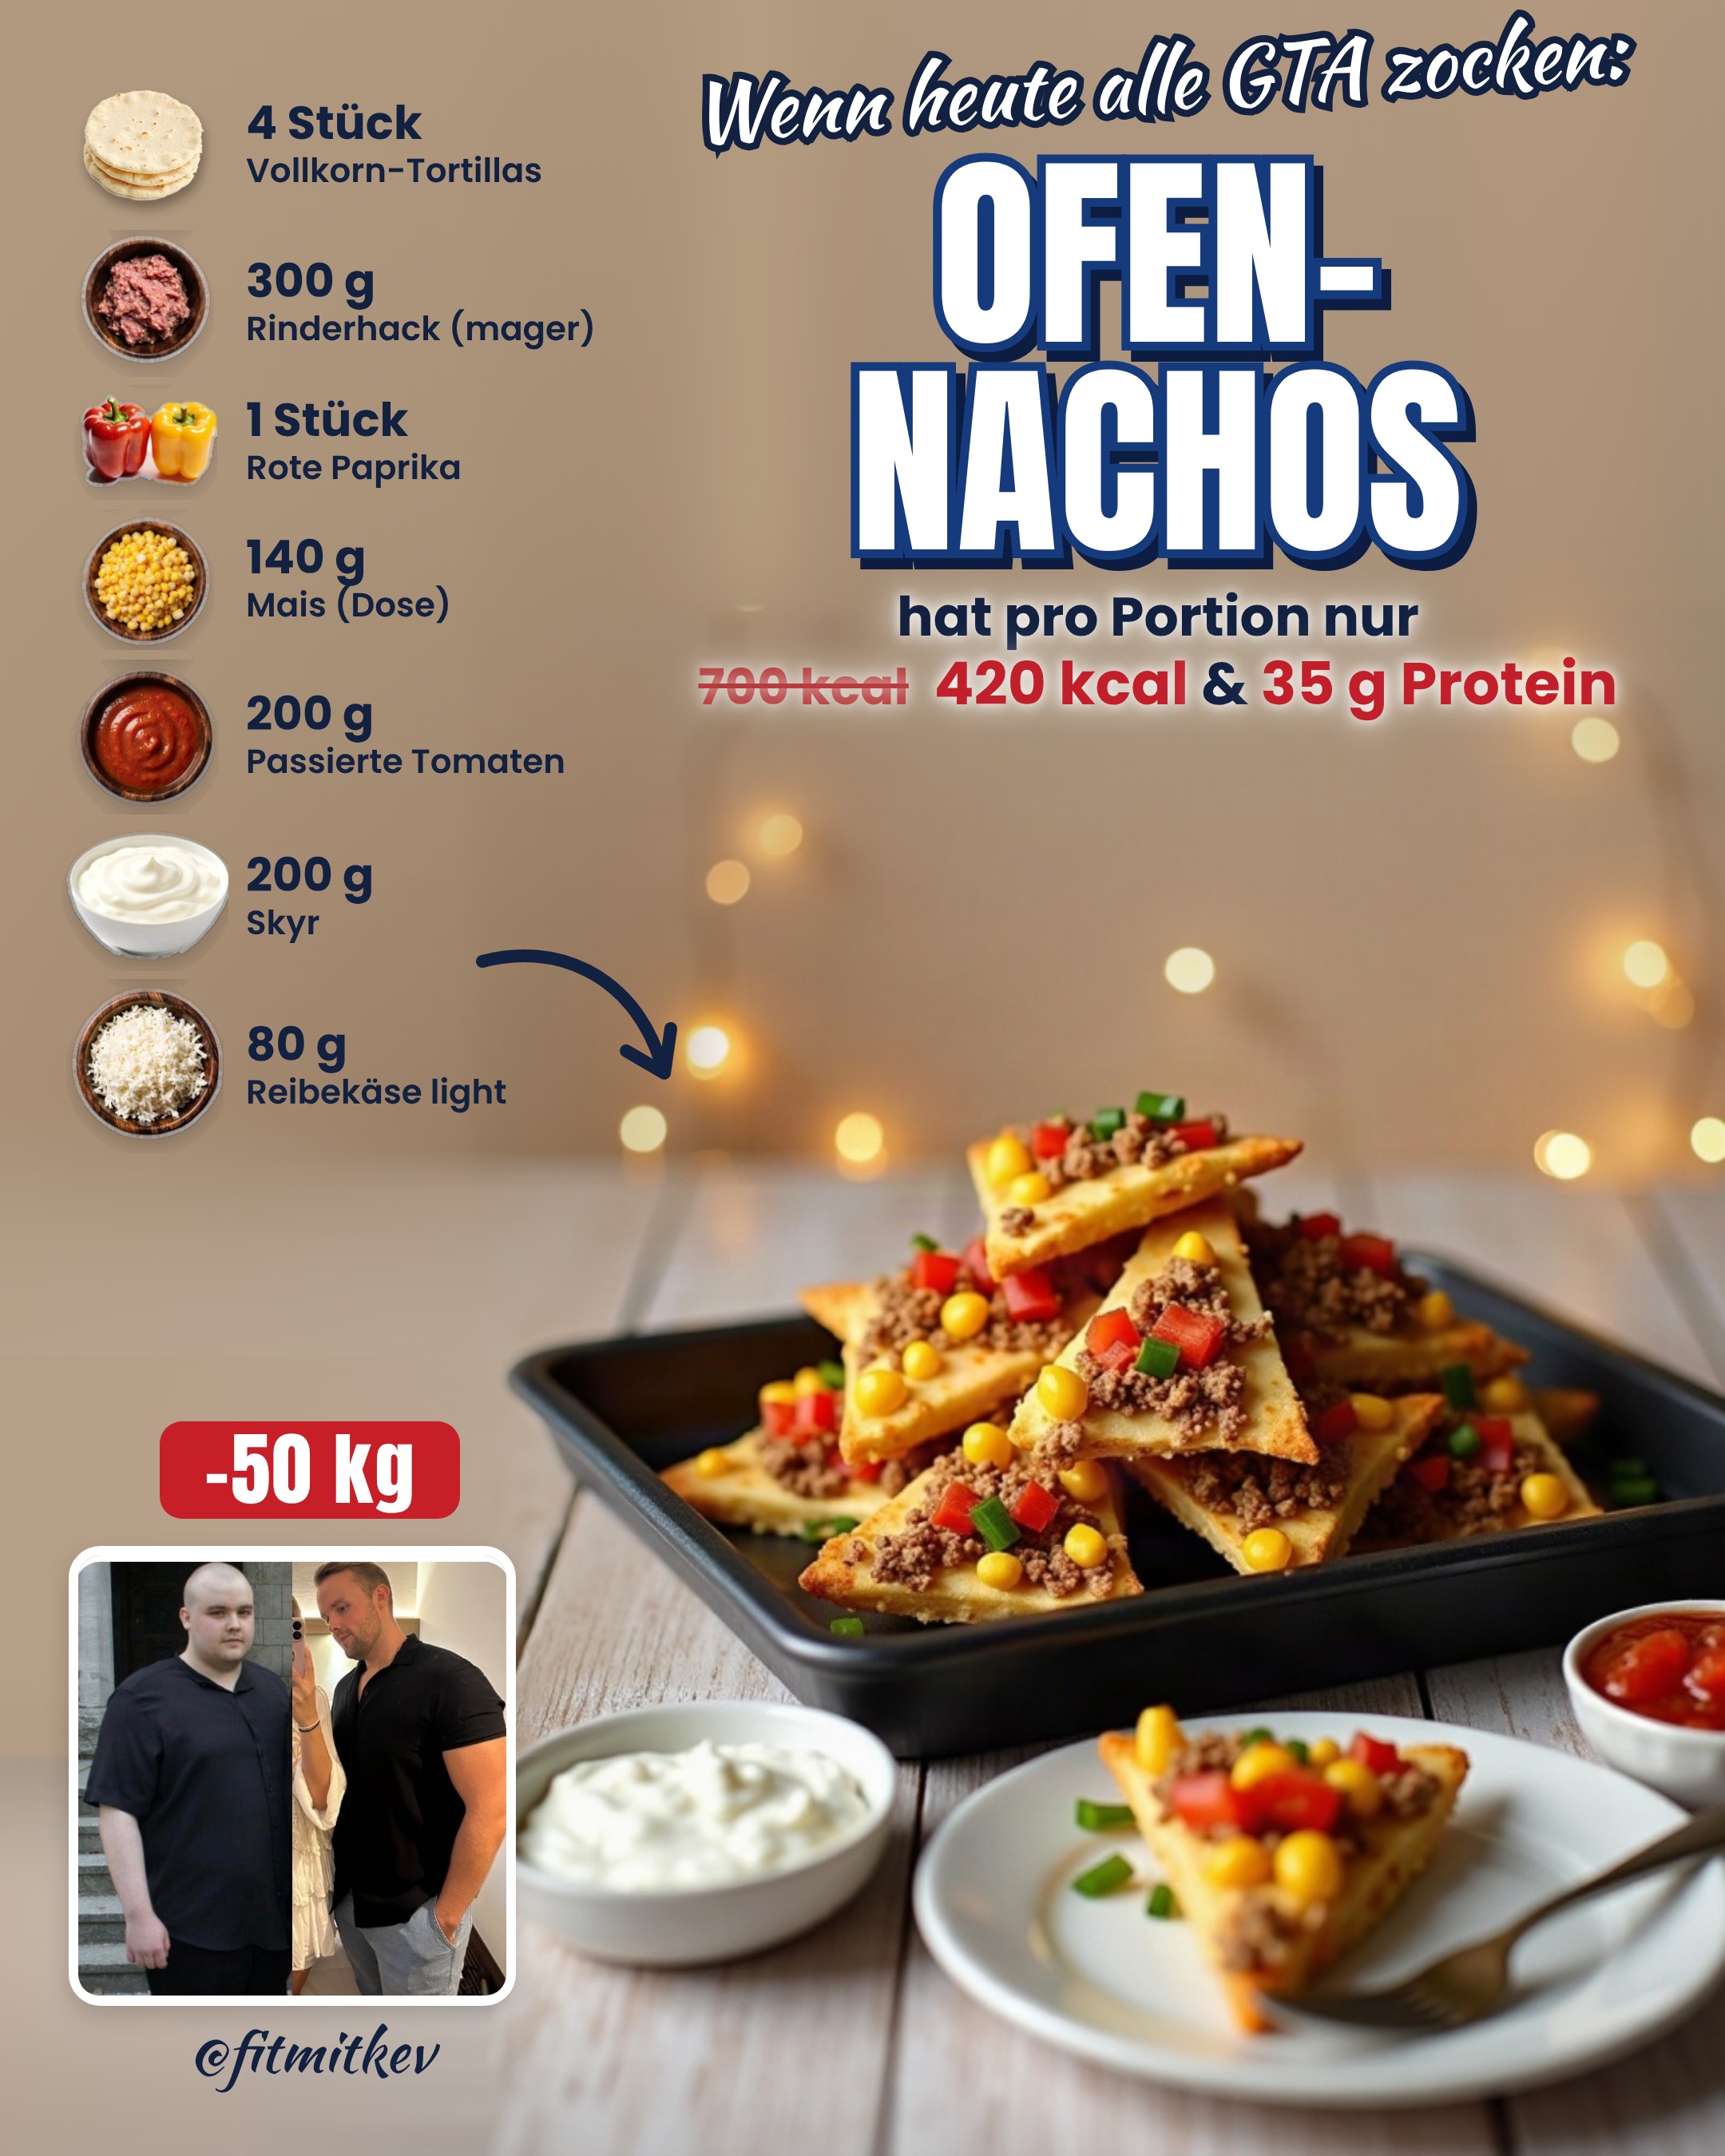 Wenn heute alle GTA zocken:
OFEN-
NACHOS
hat pro Portion nur
700 kcal 420 kcal & 35 g Protein
4 Stück
Vollkorn-Tortillas
300 g
Rinderhack (mager)
1 Stück
Rote Paprika
140 g
Mais (Dose)
200 g
Passierte Tomaten
200 g
Skyr
80 g
Reibekäse light
-50 kg
@fitmitkev